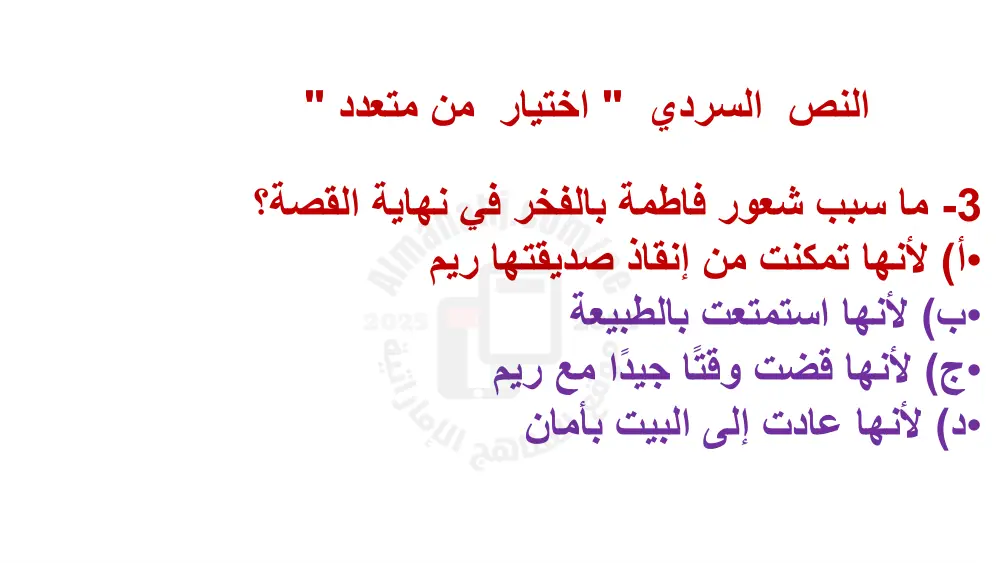 النص السردي " اختيار من متعدد "
3- ما سبب شعور فاطمة بالفخر في نهاية القصة؟
•أ) لأنها تمكنت من إنقاذ صديقتها ريم
•ب) لأنها استمتعت بالطبيعة
•ج) لأنها قضت وقتًا جيدًا مع ريم
•د) لأنها عادت إلى البيت بأمان